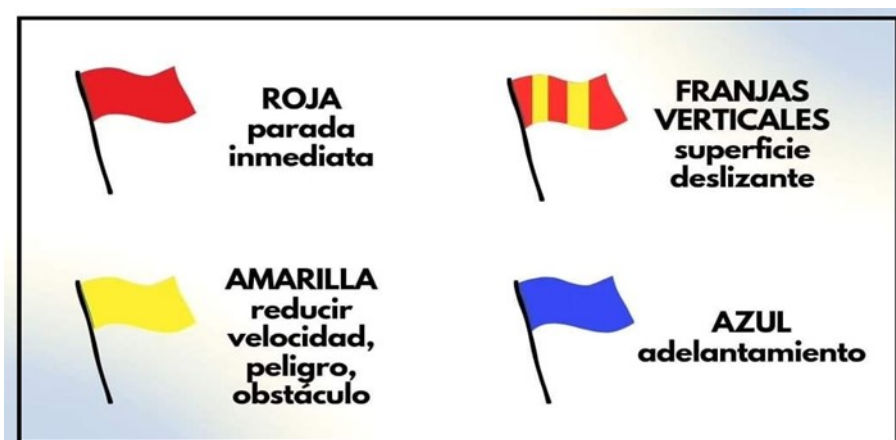 ROJA
parada
inmediata
FRANJAS
VERTICALES
superficie
deslizante
AMARILLA
reducir
velocidad,
peligro,
obstáculo
AZUL
adelantamiento